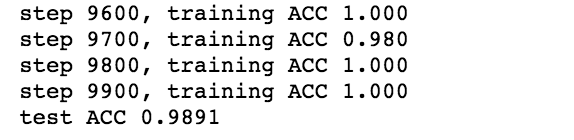 step 9600, training ACC 1.000
step 9700, training ACC 0.980
step 9800, training ACC 1.000
step 9900, training ACC 1.000
test ACC 0.9891